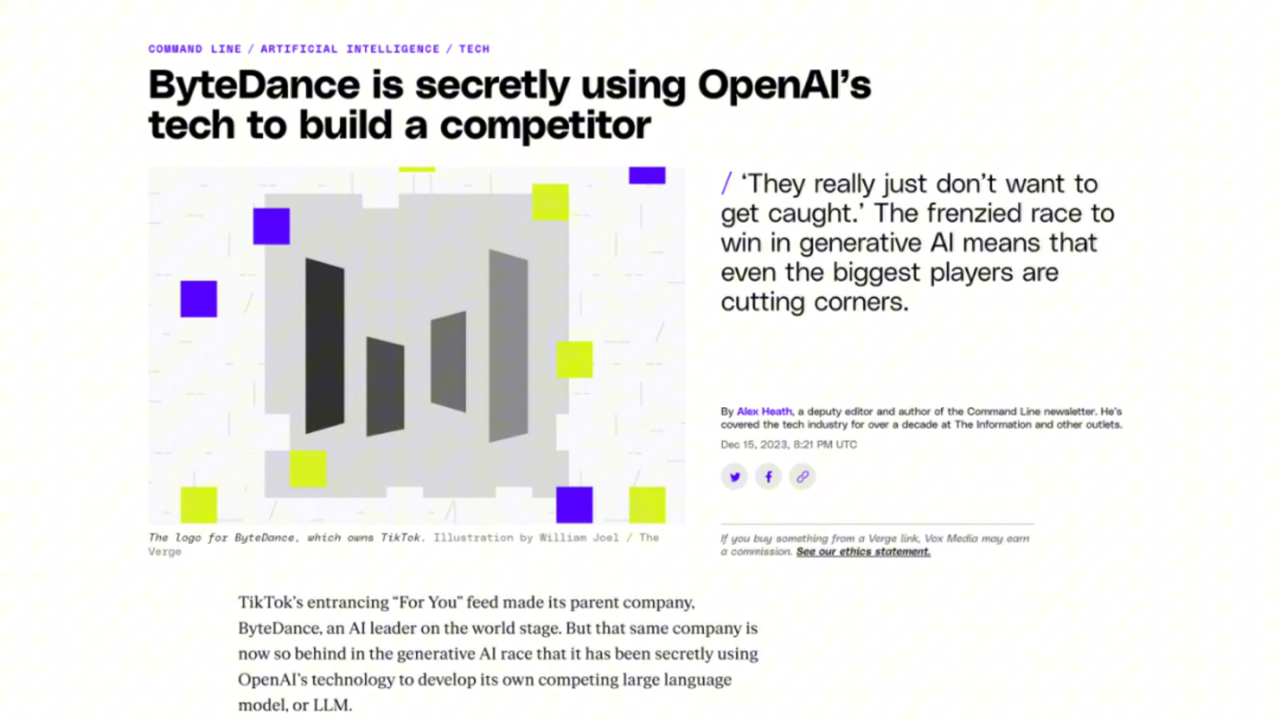 COMMAND LINE / ARTIFICIAL INTELLIGENCE / TECH
ByteDance is secretly using OpenAI’s
tech to build a competitor
/ ‘They really just don’t want to
get caught.’ The frenzied race to
win in generative AI means that
even the biggest players are
cutting corners.
By Alex Heath, a deputy editor and author of the Command Line newsletter. He’s
covered the tech industry for over a decade at The Information and other outlets.
Dec 15, 2023, 8:21 PM UTC
The logo for ByteDance, which owns TikTok. Illustration by William Joel / The
Verge
If you buy something from a Verge link, Vox Media may earn
a commission. See our ethics statement.
TikTok’s entrancing “For You” feed made its parent company,
ByteDance, an AI leader on the world stage. But that same company is
now so behind in the generative AI race that it has been secretly using
OpenAI’s technology to develop its own competing large language
model, or LLM.